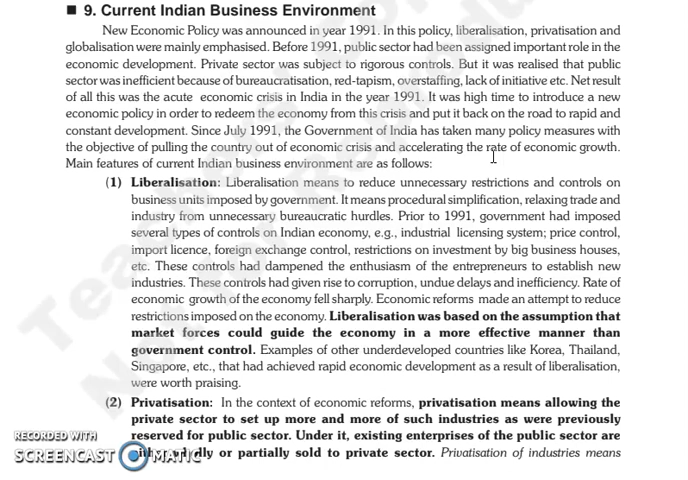 ■ 9. Current Indian Business Environment
New Economic Policy was announced in year 1991. In this policy, liberalisation, privatisation and
globalisation were mainly emphasised. Before 1991, public sector had been assigned important role in the
economic development. Private sector was subject to rigorous controls. But it was realised that public
sector was inefficient because of bureaucratisation, red-tapism, overstaffing, lack of initiative etc. Net result
of all this was the acute economic crisis in India in the year 1991. It was high time to introduce a new
economic policy in order to redeem the economy from this crisis and put it back on the road to rapid and
constant development. Since July 1991, the Government of India has taken many policy measures with
the objective of pulling the country out of economic crisis and accelerating the rate of economic growth.
Main features of current Indian business environment are as follows:
(1) Liberalisation: Liberalisation means to reduce unnecessary restrictions and controls on
business units imposed by government. It means procedural simplification, relaxing trade and
industry from unnecessary bureaucratic hurdles. Prior to 1991, government had imposed
several types of controls on Indian economy, e.g., industrial licensing system; price control,
import licence, foreign exchange control, restrictions on investment by big business houses,
etc. These controls had dampened the enthusiasm of the entrepreneurs to establish new
industries. These controls had given rise to corruption, undue delays and inefficiency. Rate of
economic growth of the economy fell sharply. Economic reforms made an attempt to reduce
restrictions imposed on the economy. Liberalisation was based on the assumption that
market forces could guide the economy in a more effective manner than
government control. Examples of other underdeveloped countries like Korea, Thailand,
Singapore, etc., that had achieved rapid economic development as a result of liberalisation,
were worth praising.
(2) Privatisation: In the context of economic reforms, privatisation means allowing the
private sector to set up more and more of such industries as were previously
reserved for public sector. Under it, existing enterprises of the public sector are
or partially sold to private sector. Privatisation of industries means
RECORDED WITH
SCREENCAST MATIC